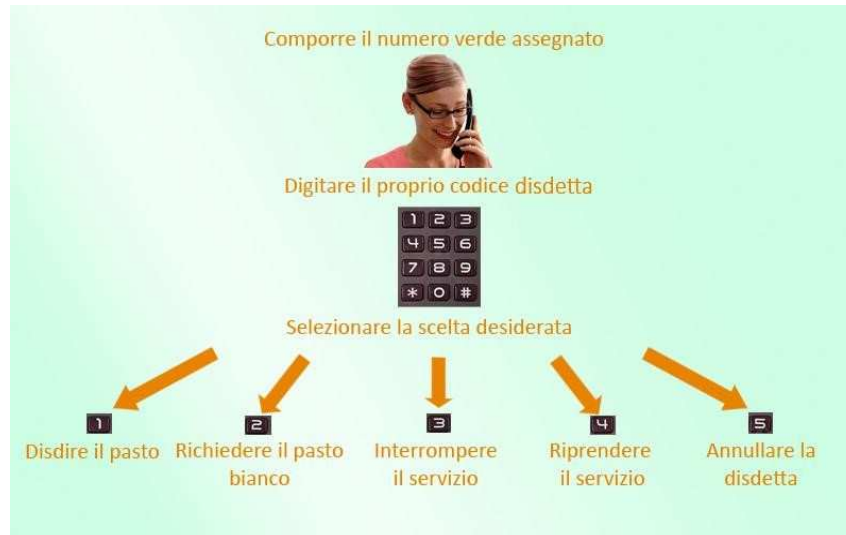 Comporre il numero verde assegnato
Digitare il proprio codice disdetta
1 2 3
4 5 6
7 8 9
* 0 #
Selezionare la scelta desiderata
1
Disdire il pasto
2
Richiedere il pasto
bianco
3
Interrompere
il servizio
4
Riprendere
il servizio
5
Annullare la
disdetta